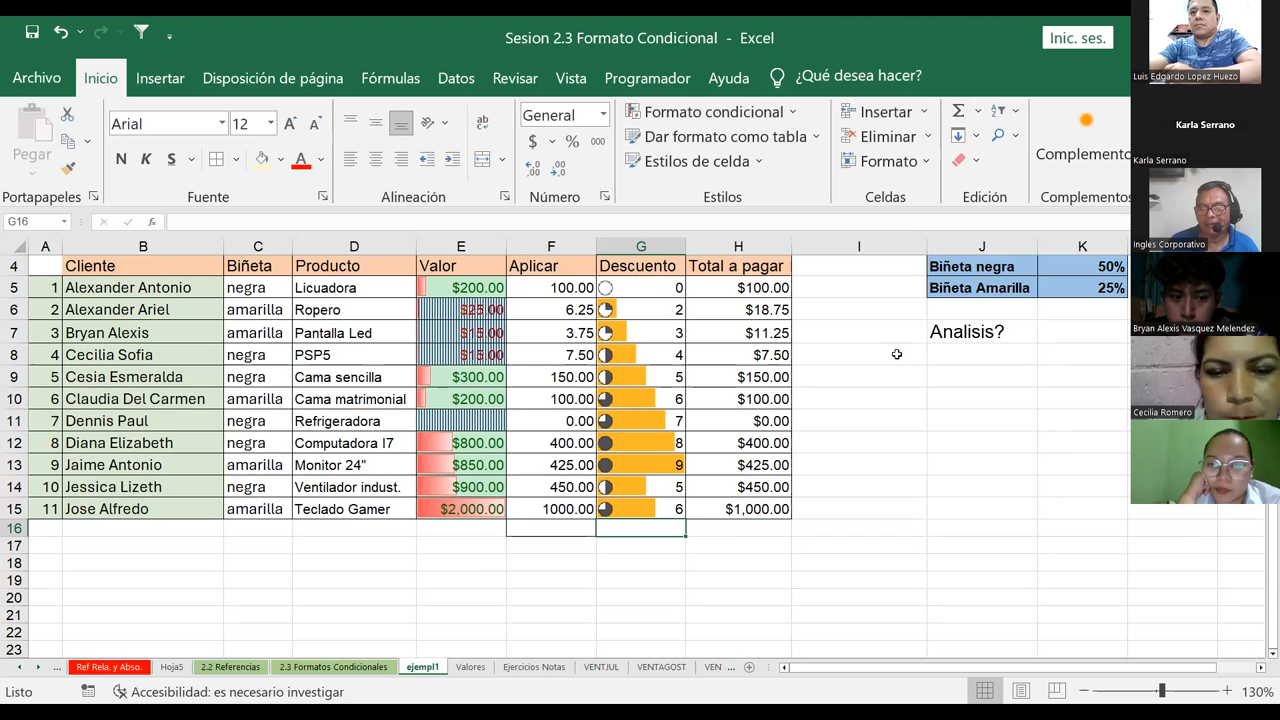 Sesion 2.3 Formato Condicional - Excel
Inic. ses.
Archivo Inicio Insertar Disposición de página Fórmulas Datos Revisar Vista Programador Ayuda ¿Qué desea hacer?
Pegar
Arial 12
N K S
General
$ % 000
Formato condicional
Dar formato como tabla
Estilos de celda
Insertar
Eliminar
Formato
Complemento
Portapapeles Fuente Alineación Número Estilos Celdas Edición Complementos
G16 fx
A B C D E F G H I J K
4 Cliente Biñeta Producto Valor Aplicar Descuento Total a pagar Biñeta negra 50%
5 1 Alexander Antonio negra Licuadora $200.00 100.00 0 $100.00 Biñeta Amarilla 25%
6 2 Alexander Ariel amarilla Ropero $25.00 6.25 2 $18.75
7 3 Bryan Alexis amarilla Pantalla Led $15.00 3.75 3 $11.25 Analisis?
8 4 Cecilia Sofia negra PSP5 $15.00 7.50 4 $7.50
9 5 Cesia Esmeralda negra Cama sencilla $300.00 150.00 5 $150.00
10 6 Claudia Del Carmen negra Cama matrimonial $200.00 100.00 6 $100.00
11 7 Dennis Paul negra Refrigeradora 0.00 7 $0.00
12 8 Diana Elizabeth negra Computadora I7 $800.00 400.00 8 $400.00
13 9 Jaime Antonio amarilla Monitor 24" $850.00 425.00 9 $425.00
14 10 Jessica Lizeth negra Ventilador indust. $900.00 450.00 5 $450.00
15 11 Jose Alfredo amarilla Teclado Gamer $2,000.00 1000.00 6 $1,000.00
16
17
18
19
20
21
22
23
... Ref Rela. y Abso. Hoja5 2.2 Referencias 2.3 Formatos Condicionales ejempl1 Valores Ejercicios Notas VENTJUL VENTAGOST VEN ...
Listo Accesibilidad: es necesario investigar 130%
Luis Edgardo Lopez Huezo
Karla Serrano
Karla Serrano
Ingles Corporativo
Bryan Alexis Vasquez Melendez
Cecilia Romero